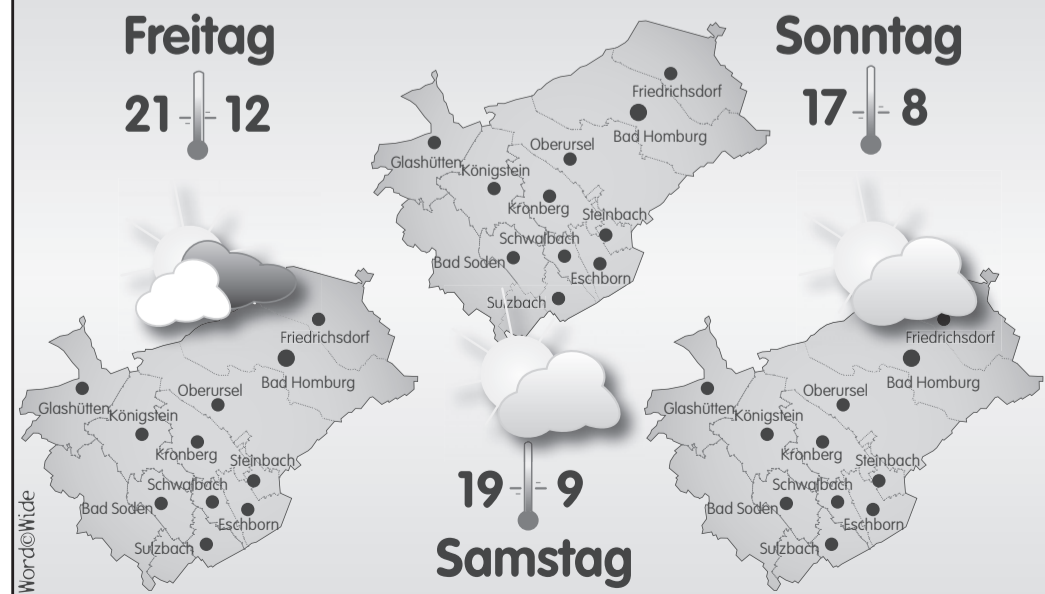 Freitag
21 12
Friedrichsdorf
Bad Homburg
Oberursel
Glashütten
Königstein
Kronberg
Steinbach
Schwalbach
Bad Soden
Eschborn
Sulzbach
Friedrichsdorf
Bad Homburg
Oberursel
Glashütten
Königstein
Kronberg
Steinbach
Schwalbach
Bad Soden
Eschborn
Sulzbach
19 9
Samstag
Sonntag
17 8
Friedrichsdorf
Bad Homburg
Oberursel
Glashütten
Königstein
Kronberg
Steinbach
Schwalbach
Bad Soden
Eschborn
Sulzbach
Word©Wide